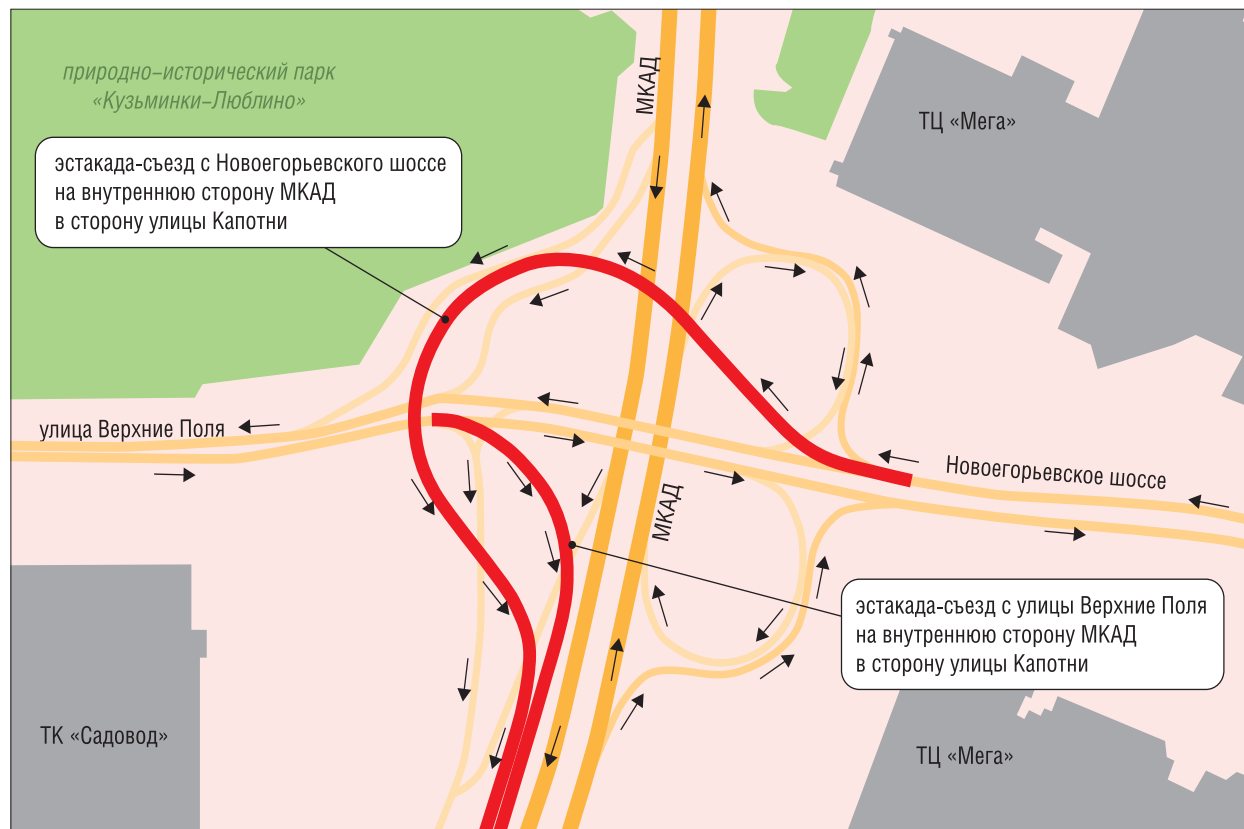 природно–исторический парк
«Кузьминки–Люблино»
МКАД
ТЦ «Мега»
эстакада-съезд с Новоегорьевского шоссе
на внутреннюю сторону МКАД
в сторону улицы Капотни
улица Верхние Поля
Новоегорьевское шоссе
МКАД
эстакада-съезд с улицы Верхние Поля
на внутреннюю сторону МКАД
в сторону улицы Капотни
ТК «Садовод»
ТЦ «Мега»